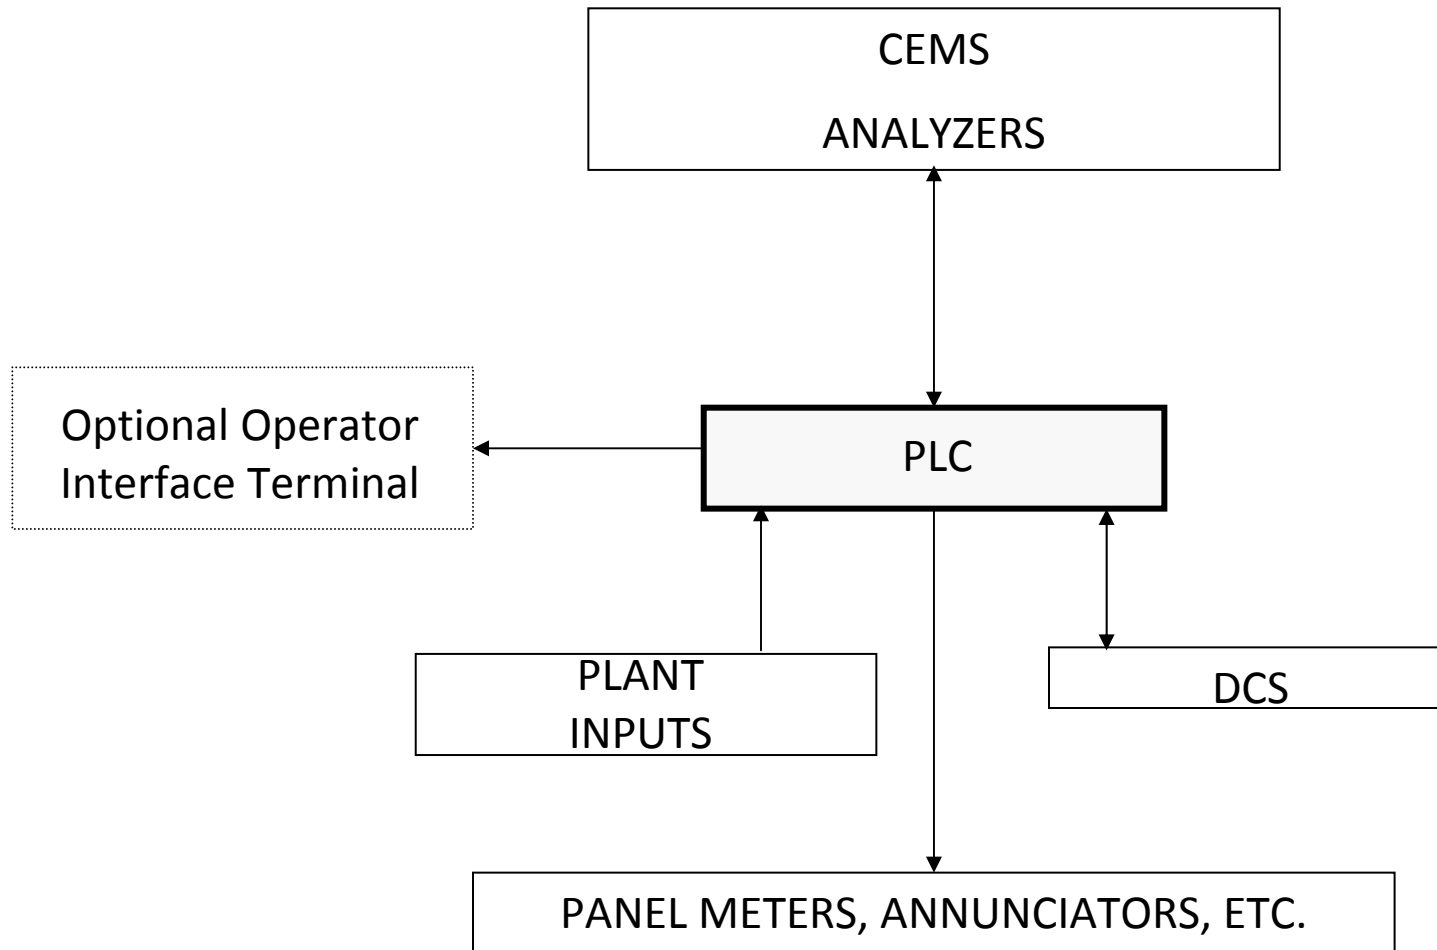 CEMS
ANALYZERS
Optional Operator
Interface Terminal
PLC
PLANT
INPUTS
DCS
PANEL METERS, ANNUNCIATORS, ETC.